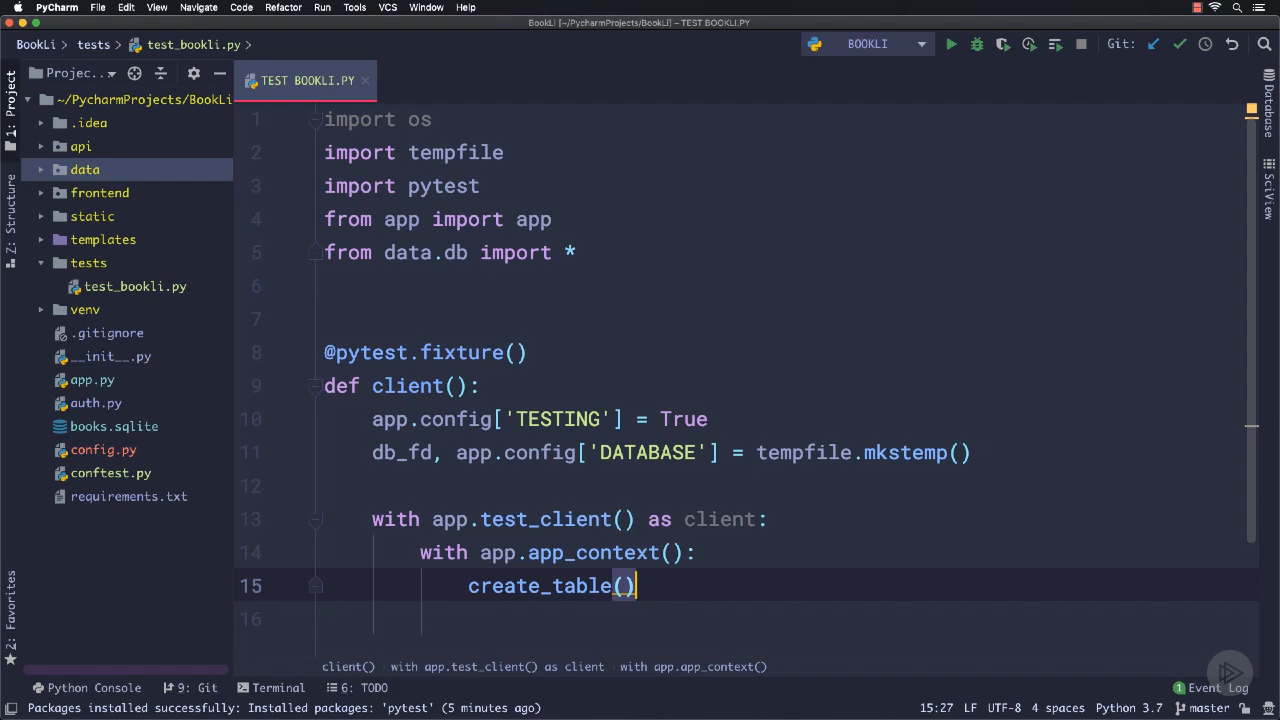 PyCharm File Edit View Navigate Code Refactor Run Tools VCS Window Help
BookLi [~/PycharmProjects/BookLi] – TEST BOOKLI.PY
BookLi tests test_bookli.py BOOKLI Git:
Projec.. TEST BOOKLI.PY
1: Project
Z: Structure
2: Favorites
Database
SciView
~/PycharmProjects/BookLi
.idea
api
data
frontend
static
templates
tests
test_bookli.py
venv
.gitignore
__init__.py
app.py
auth.py
books.sqlite
config.py
conftest.py
requirements.txt
1 import os
2 import tempfile
3 import pytest
4 from app import app
5 from data.db import *
6
7
8 @pytest.fixture()
9 def client():
10 app.config['TESTING'] = True
11 db_fd, app.config['DATABASE'] = tempfile.mkstemp()
12
13 with app.test_client() as client:
14 with app.app_context():
15 create_table()
16
client() with app.test_client() as client with app.app_context()
Python Console 9: Git Terminal 6: TODO 1 Event Log
Packages installed successfully: Installed packages: 'pytest' (5 minutes ago) 15:27 LF UTF-8 4 spaces Python 3.7 master